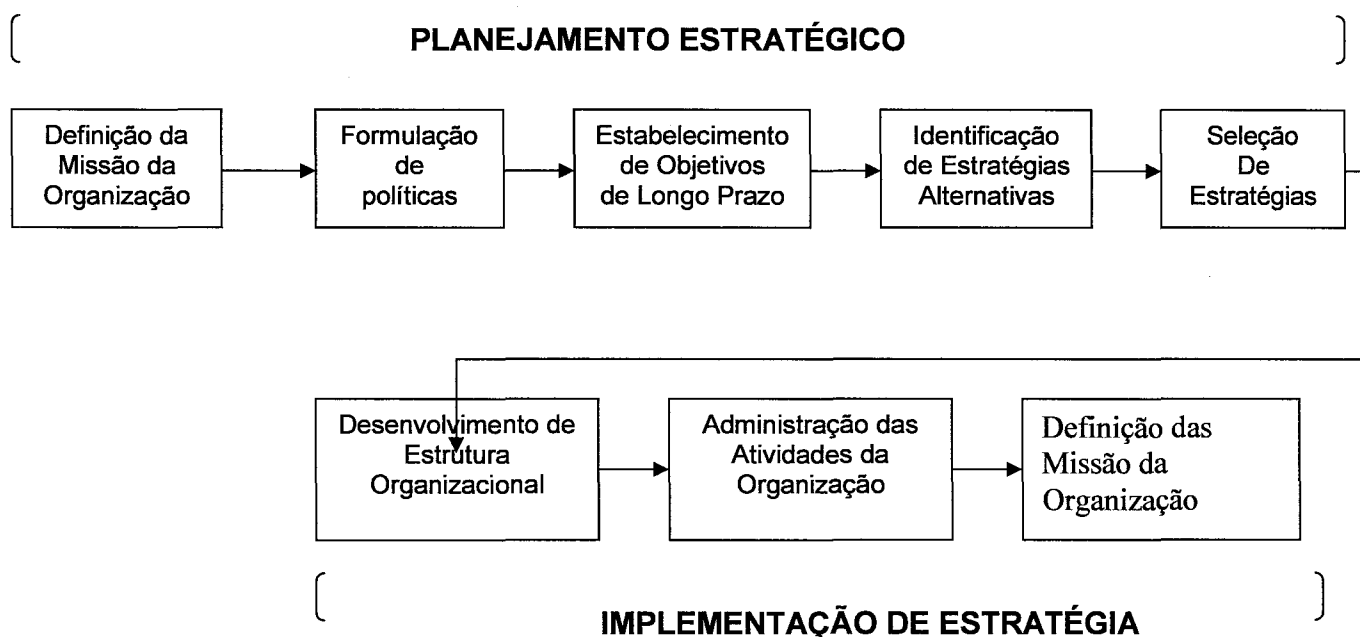 PLANEJAMENTO ESTRATÉGICO
Definição da
Missão da
Organização
Formulação
de
políticas
Estabelecimento
de Objetivos
de Longo Prazo
Identificação
de Estratégias
Alternativas
Seleção
De
Estratégias
Desenvolvimento de
Estrutura
Organizacional
Administração das
Atividades da
Organização
Definição das
Missão da
Organização
IMPLEMENTAÇÃO DE ESTRATÉGIA